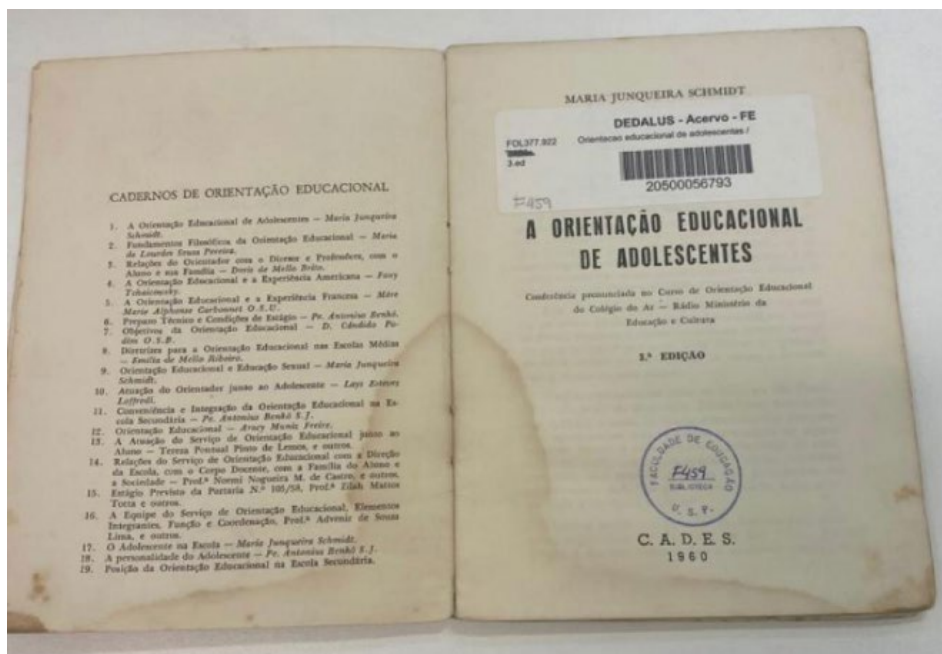 CADERNOS DE ORIENTAÇÃO EDUCACIONAL
1. A Orientação Educacional de Adolescentes — Maria Junqueira
Schmidt.
2. Fundamentos Filosóficos da Orientação Educacional — Maria
de Lourdes Souza Pereira.
3. Relações do Orientador com o Diretor e Professôres, com o
Aluno e sua Família — Doris de Mello Brito.
4. A Orientação Educacional e a Experiência Americana — Fany
Tchaicovsky.
5. A Orientação Educacional e a Experiência Francesa — Mère
Marie Alphonse Carbonnet O.S.U.
6. Preparo Técnico e Condições de Estágio — Pe. Antonius Benkö.
7. Objetivos da Orientação Educacional — D. Cândido Pa-
dim O.S.B.
8. Diretrizes para a Orientação Educacional nas Escolas Médias
— Emília de Mello Ribeiro.
9. Orientação Educacional e Educação Sexual — Maria Junqueira
Schmidt.
10. Atuação do Orientador junto ao Adolescente — Lays Esteves
Loffredi.
11. Conveniência e Integração da Orientação Educacional na Es-
cola Secundária — Pe. Antonius Benkö S.J.
12. Orientação Educacional — Aracy Muniz Freire.
13. A Atuação do Serviço de Orientação Educacional junto ao
Aluno — Tereza Pontual Pinto de Lemos, e outros.
14. Relações do Serviço de Orientação Educacional com a Direção
da Escola, com o Corpo Docente, com a Família do Aluno e
a Sociedade — Prof.ª Noemi Nogueira M. de Castro, e outros.
15. Estágio Previsto da Portaria N.º 105/58, Prof.ª Zilah Mattos
Totta e outros.
16. A Equipe do Serviço de Orientação Educacional, Elementos
Integrantes, Função e Coordenação, Prof.ª Advenir de Souza
Lima, e outros.
17. O Adolescente na Escola — Maria Junqueira Schmidt.
18. A personalidade do Adolescente — Pe. Antonius Benkö S.J.
19. Posição da Orientação Educacional na Escola Secundária.
MARIA JUNQUEIRA SCHMIDT
DEDALUS - Acervo - FE
FOL377.922
Orientacao educacional de adolescentes /
3.ed
20500056793
F459
A ORIENTAÇÃO EDUCACIONAL
DE ADOLESCENTES
Conferência pronunciada no Curso de Orientação Educacional
do Colégio do Ar — Rádio Ministério da
Educação e Cultura
3.ª EDIÇÃO
FACULDADE DE EDUCAÇÃO
F459
BIBLIOTECA
U. S. P.
C. A. D. E. S.
1960